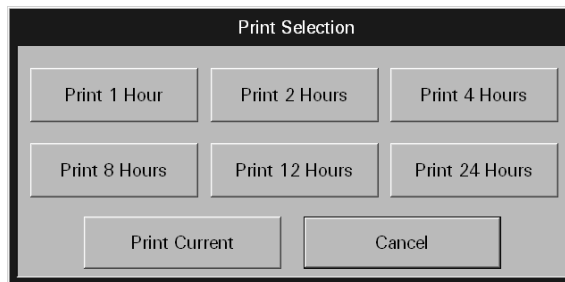 Print Selection
Print 1 Hour Print 2 Hours Print 4 Hours
Print 8 Hours Print 12 Hours Print 24 Hours
Print Current Cancel